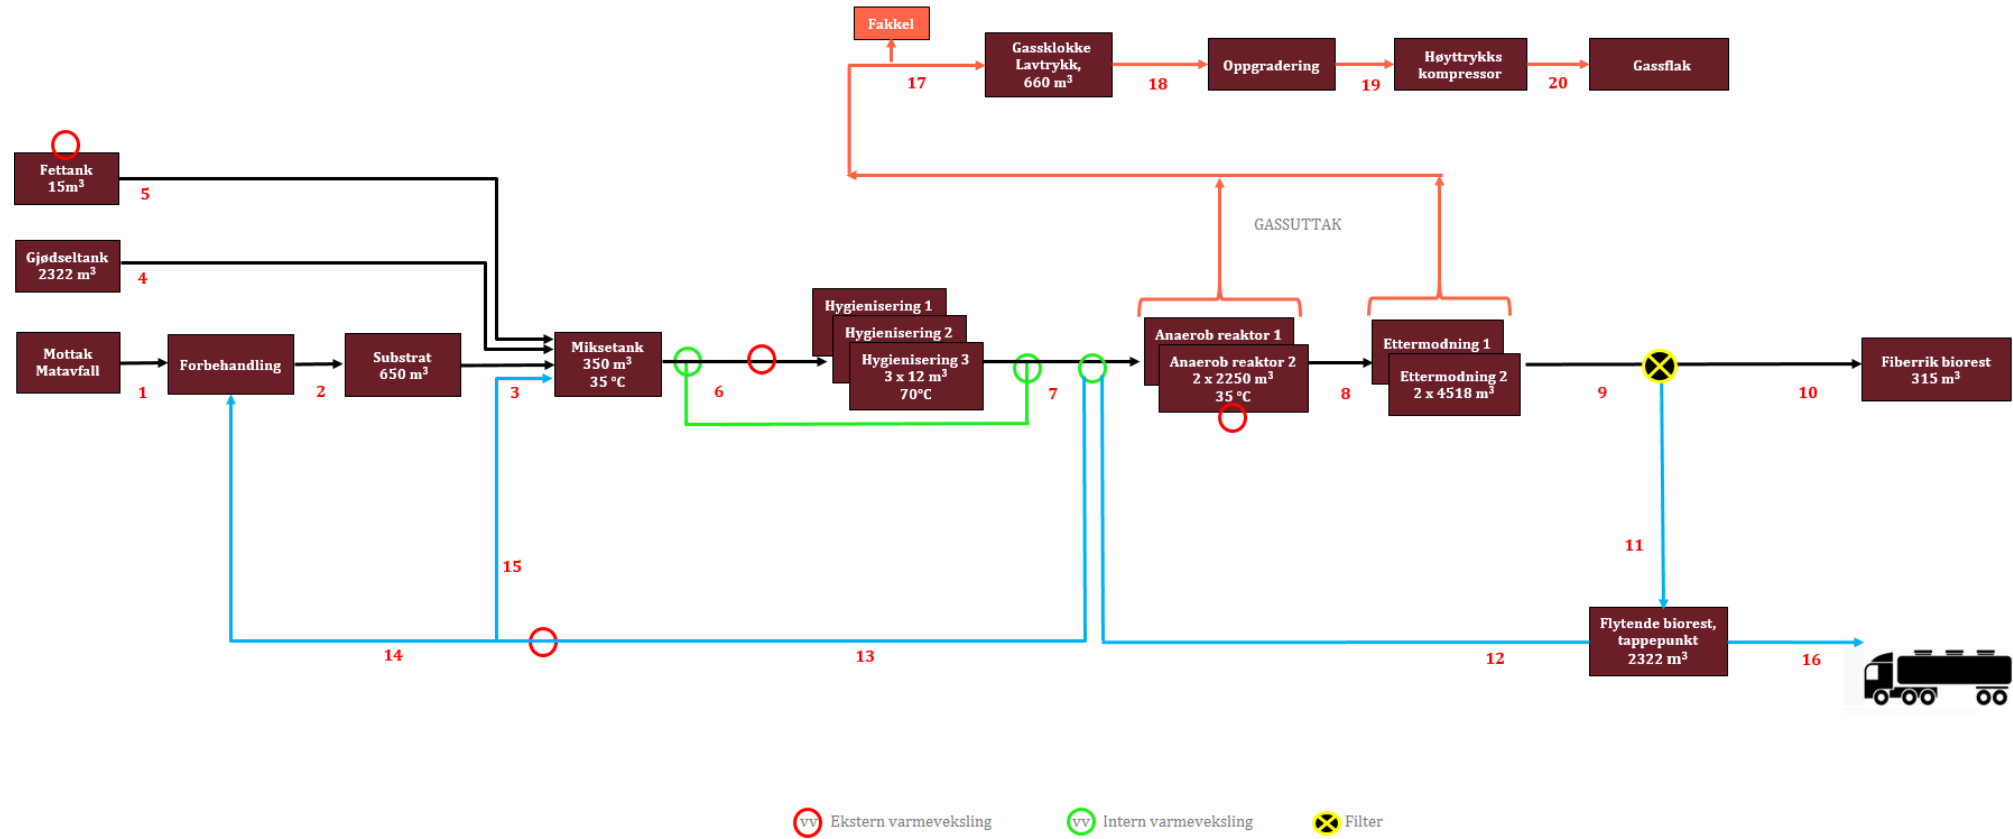 Fakkel
17
Gassklokke
Lavtrykk,
660 m³
18
Oppgradering
19
Høyttrykks
kompressor
20
Gassflak
Fettank
15m³
5
GASSUTTAK
Gjødseltank
2322 m³
4
Mottak
Matavfall
1
Forbehandling
2
Substrat
650 m³
3
Miksetank
350 m³
35 °C
6
Hygienisering 1
Hygienisering 2
Hygienisering 3
3 x 12 m³
70°C
7
Anaerob reaktor 1
Anaerob reaktor 2
2 x 2250 m³
35 °C
8
Ettermodning 1
Ettermodning 2
2 x 4518 m³
9
10
Fiberrik biorest
315 m³
11
15
14
13
12
Flytende biorest,
tappepunkt
2322 m³
16
VV Ekstern varmeveksling
VV Intern varmeveksling
Filter